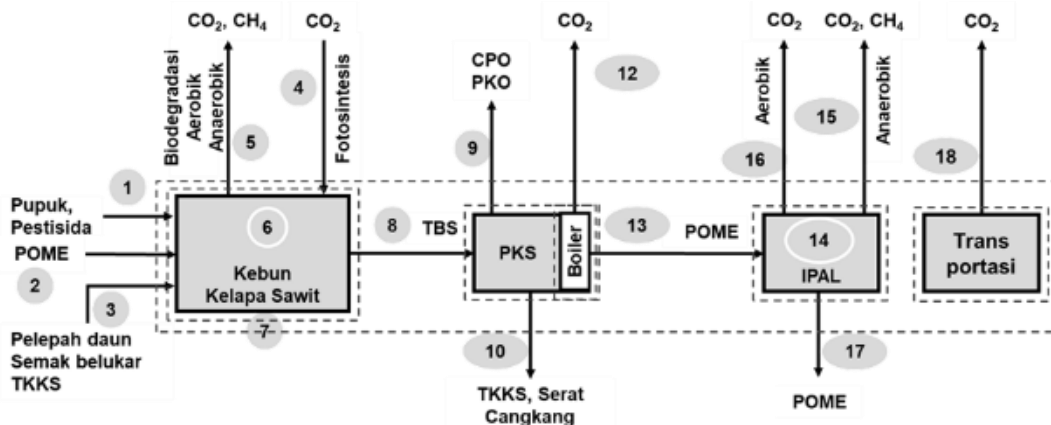 CO₂, CH₄
CO₂
CO₂
CO₂
CO₂, CH₄
CO₂
Biodegradasi
Aerobik
Anaerobik
4
5
Fotosintesis
CPO
PKO
9
12
Aerobik
16
15
Anaerobik
18
1
Pupuk,
Pestisida
POME
2
3
Pelepah daun
Semak belukar
TKKS
6
Kebun
Kelapa Sawit
7
8
TBS
PKS
Boiler
13
POME
14
IPAL
Trans
portasi
10
TKKS, Serat
Cangkang
17
POME